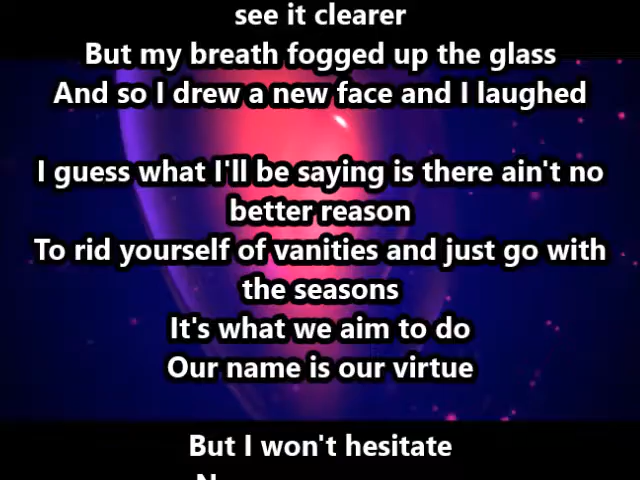 see it clearer
But my breath fogged up the glass
And so I drew a new face and I laughed
I guess what I'll be saying is there ain't no
better reason
To rid yourself of vanities and just go with
the seasons
It's what we aim to do
Our name is our virtue
But I won't hesitate